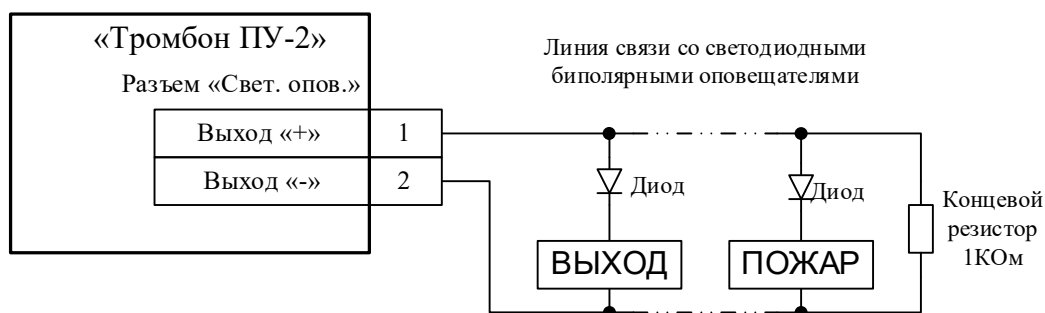 «Тромбон ПУ-2»
Линия связи со светодиодными
биполярными оповещателями
Разъем «Свет. опов.»
Выход «+» 1
Выход «-» 2
Диод
Диод
Концевой
резистор
1КОм
ВЫХОД
ПОЖАР